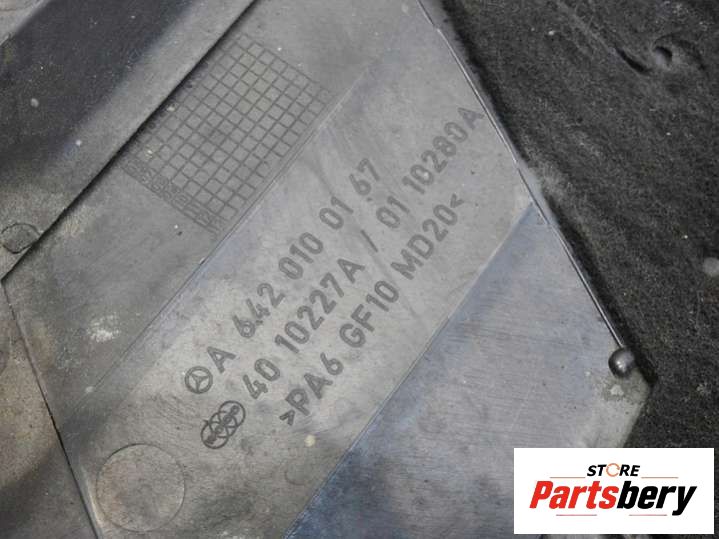 A 642 010 01 67
40 10227A / 01 10280A
>PA6 GF10 MD20<
STORE
Partsbery